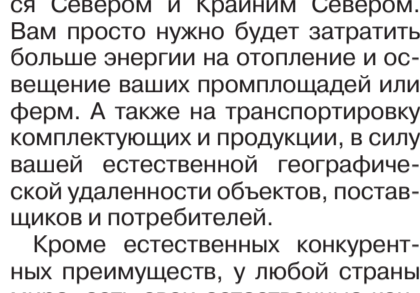 ся Севером и Крайним Севером.
Вам просто нужно будет затратить
больше энергии на отопление и ос-
вещение ваших промплощадей или
ферм. А также на транспортировку
комплектующих и продукции, в силу
вашей естественной географиче-
ской удаленности объектов, постав-
щиков и потребителей.
Кроме естественных конкурент-
ных преимуществ, у любой страны